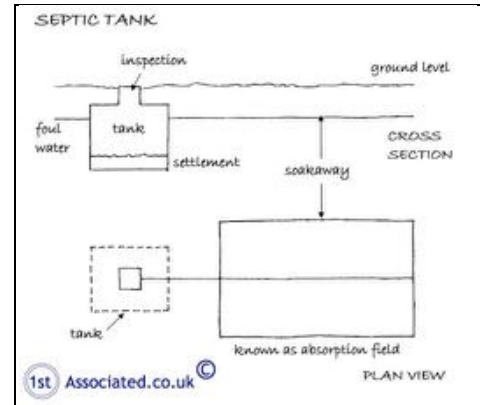 SEPTIC TANK
inspection
ground level
foul
water
tank
CROSS
SECTION
settlement
soakaway
tank
known as absorption field
PLAN VIEW
1st Associated.co.uk ©